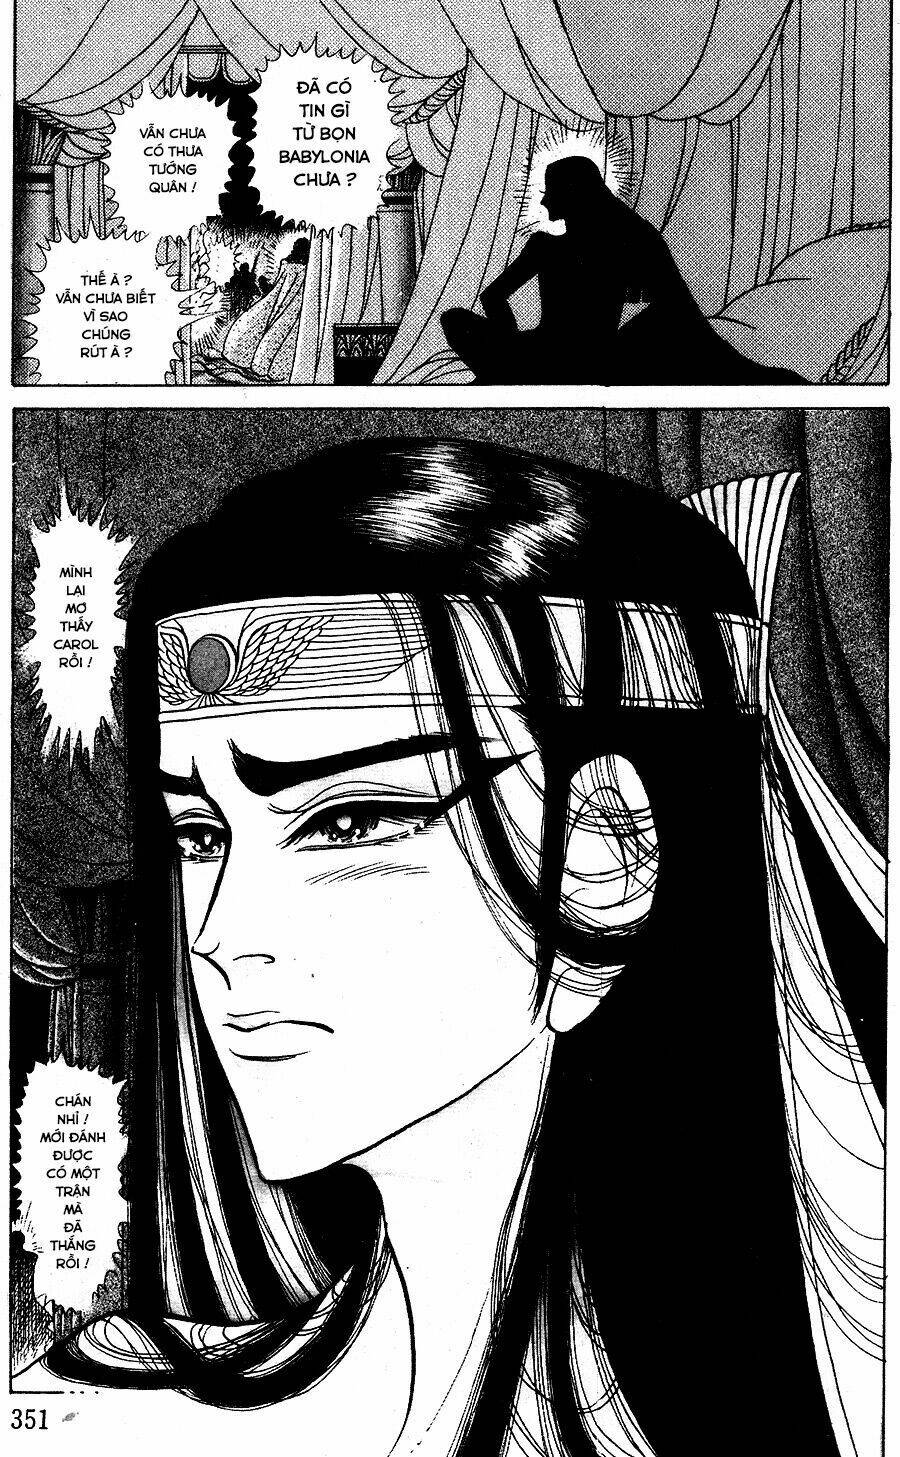 ĐÃ CÓ
TIN GÌ
TỪ BỌN
BABYLONIA
CHƯA ?
VẪN CHƯA
CÓ THƯA
TƯỚNG
QUÂN !
THẾ À ?
VẪN CHƯA BIẾT
VÌ SAO
CHÚNG
RÚT À ?
MÌNH
LẠI
MƠ
THẤY
CAROL
RỒI !
CHÁN
NHỈ !
MỚI ĐÁNH
ĐƯỢC
CÓ MỘT
TRẬN
MÀ
ĐÃ
THẮNG
RỒI !
351